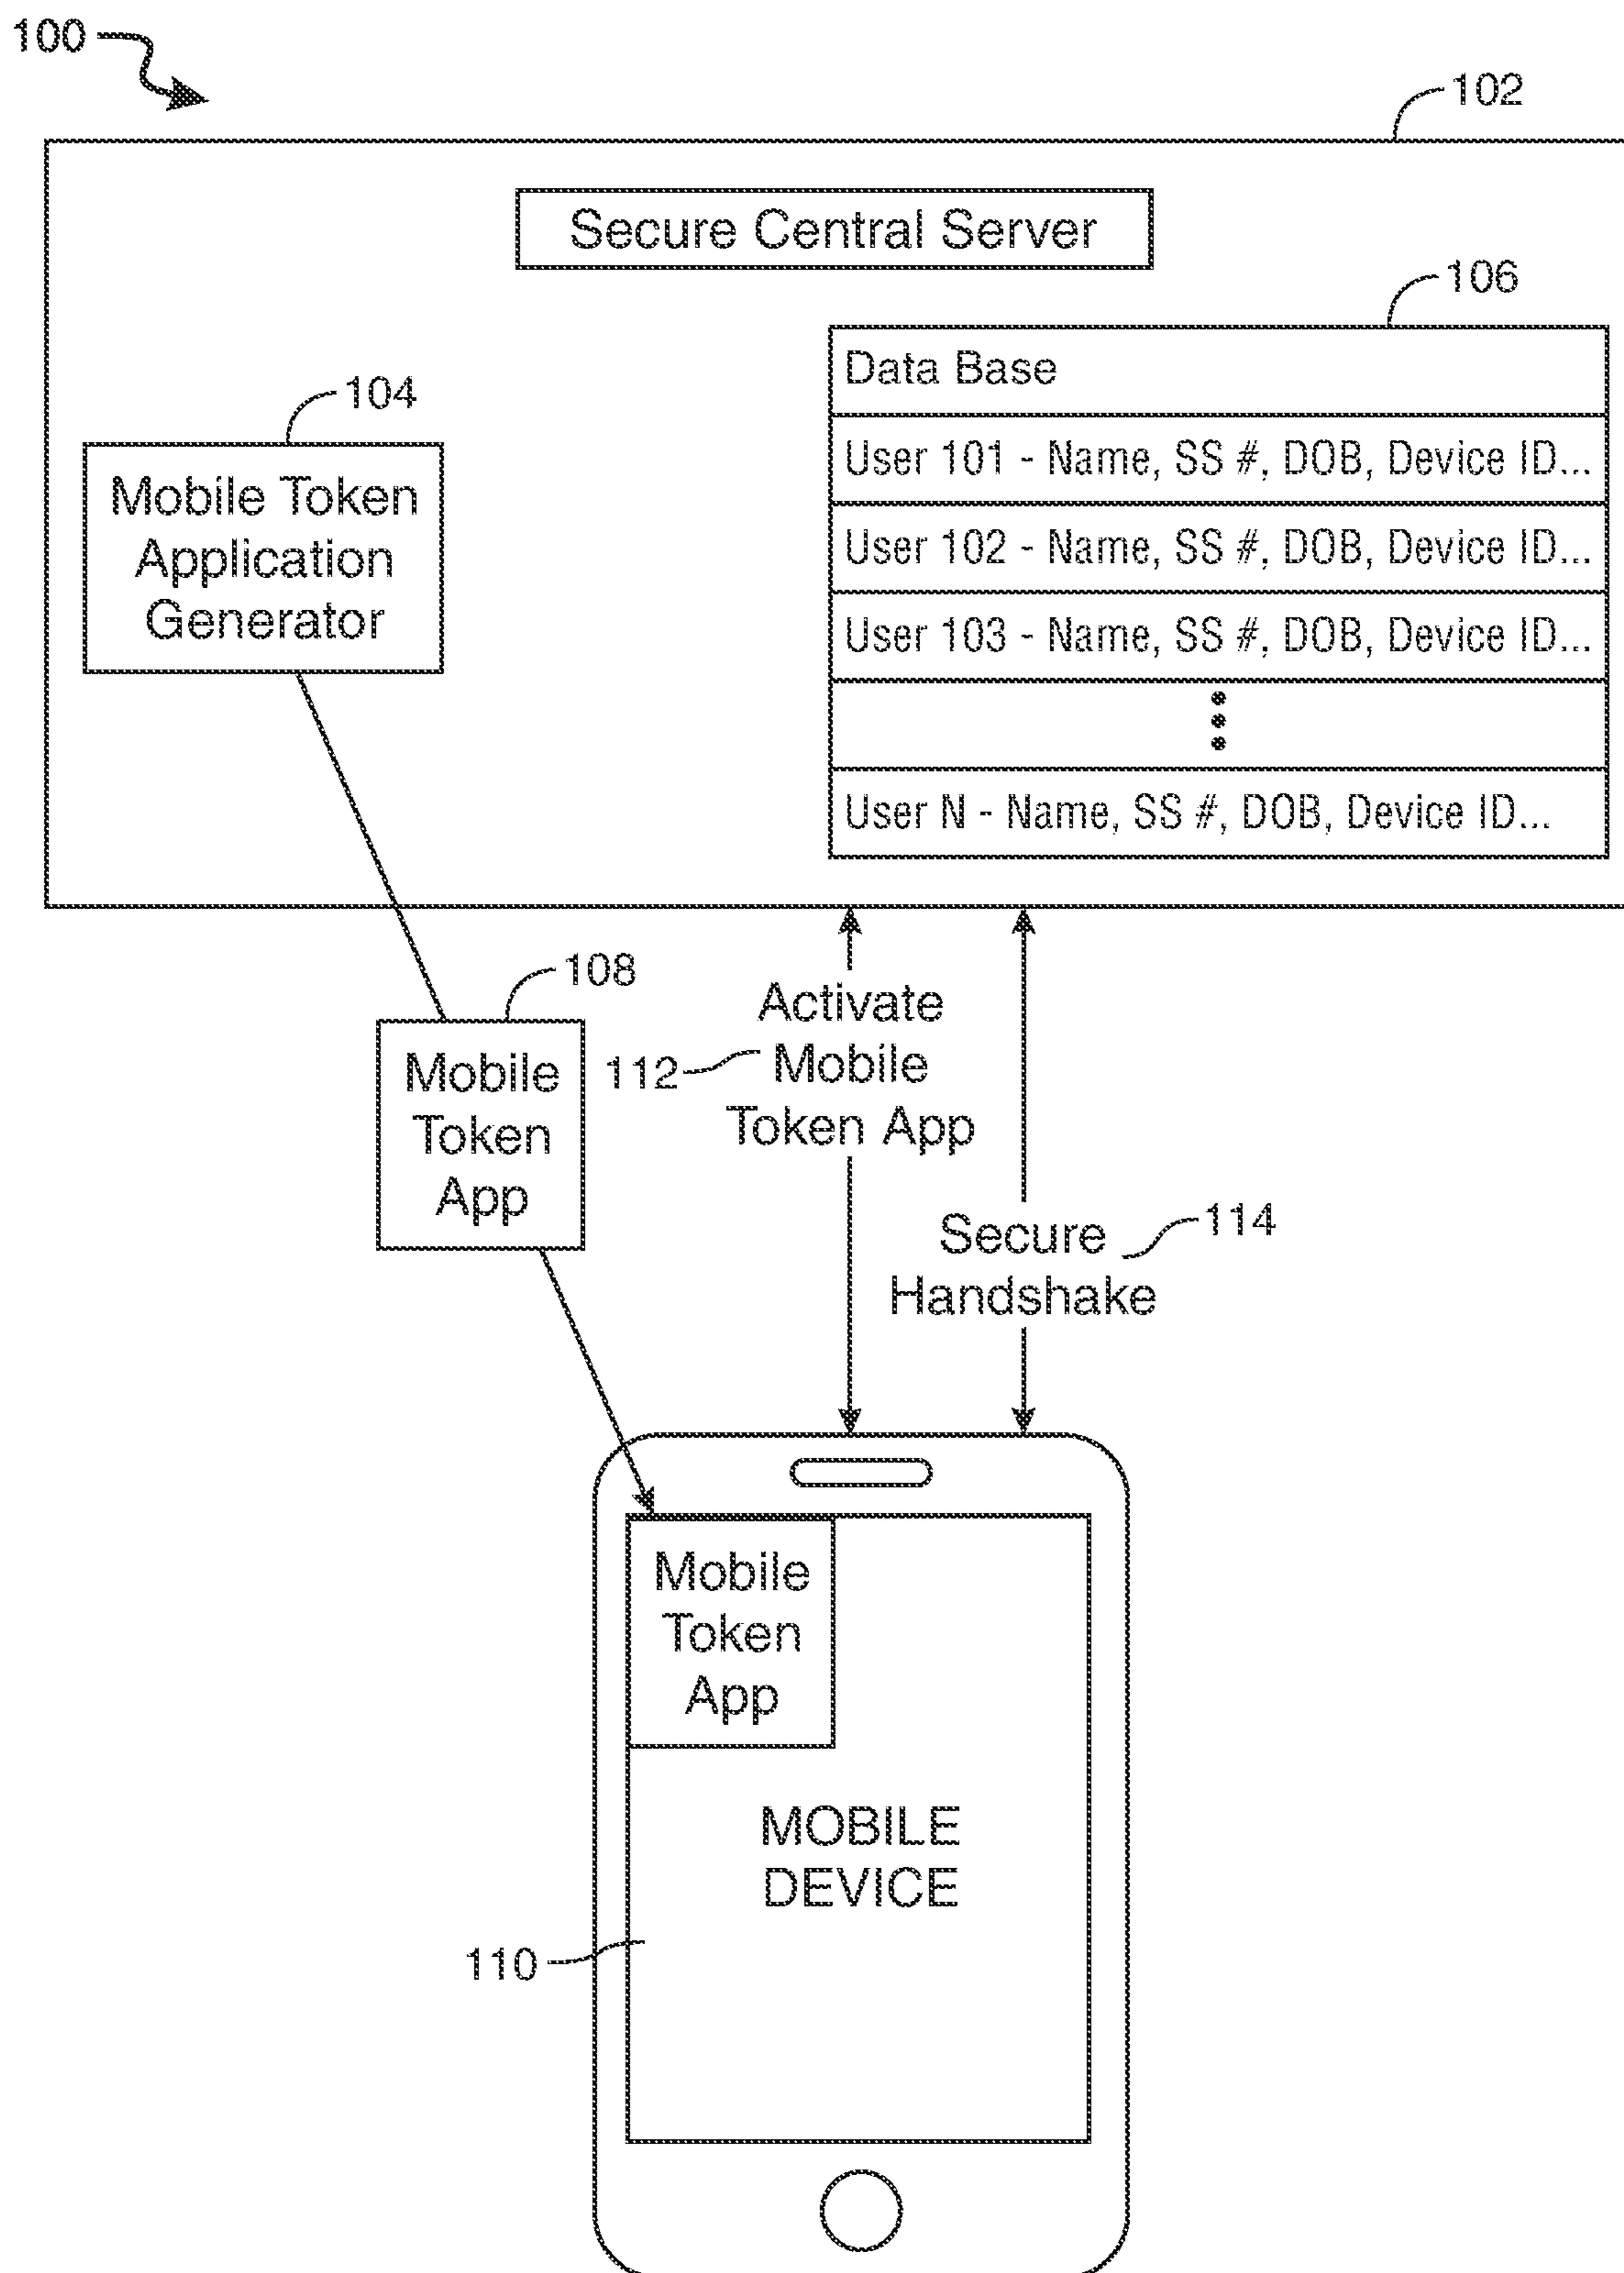 100
102
Secure Central Server
106
Data Base
User 101 - Name, SS #, DOB, Device ID...
User 102 - Name, SS #, DOB, Device ID...
User 103 - Name, SS #, DOB, Device ID...
User N - Name, SS #, DOB, Device ID...
104
Mobile Token
Application
Generator
108
Mobile
Token
App
112
Activate
Mobile
Token App
114
Secure
Handshake
Mobile
Token
App
MOBILE
DEVICE
110